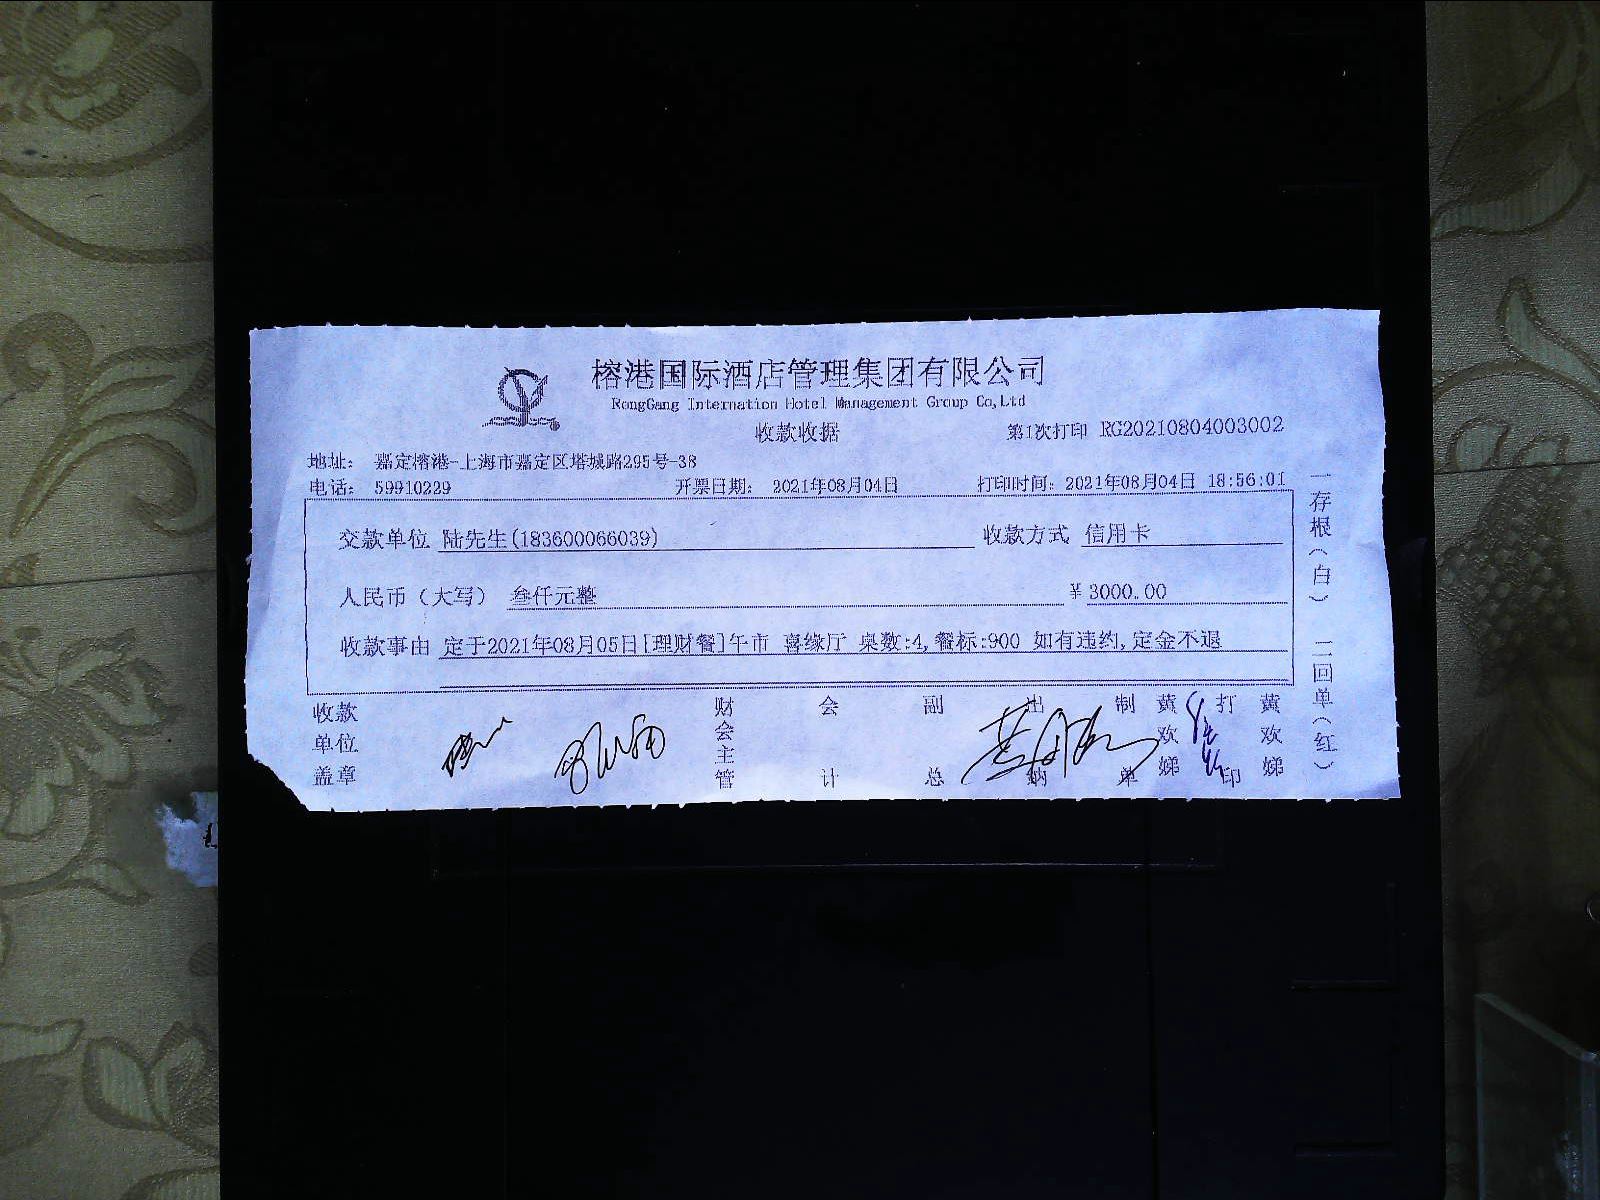 榕港国际酒店管理集团有限公司
RongGang Internation Hotel Management Group Co,Ltd
收款收据
第1次打印 RG20210804003002
地址： 嘉定榕港-上海市嘉定区塔城路295号-38
电话： 59910229 开票日期： 2021年08月04日 打印时间： 2021年08月04日 18:56:01
交款单位 陆先生(183600066039) 收款方式 信用卡
人民币（大写） 叁仟元整 ¥ 3000.00
收款事由 定于2021年08月05日[理财餐]午市 喜缘厅 桌数:4,餐标:900 如有违约,定金不退
收款单位盖章 财会主管 会计 副总 出纳 制单 黄欢娣 打印 黄欢娣
一存根（白） 二回单（红）